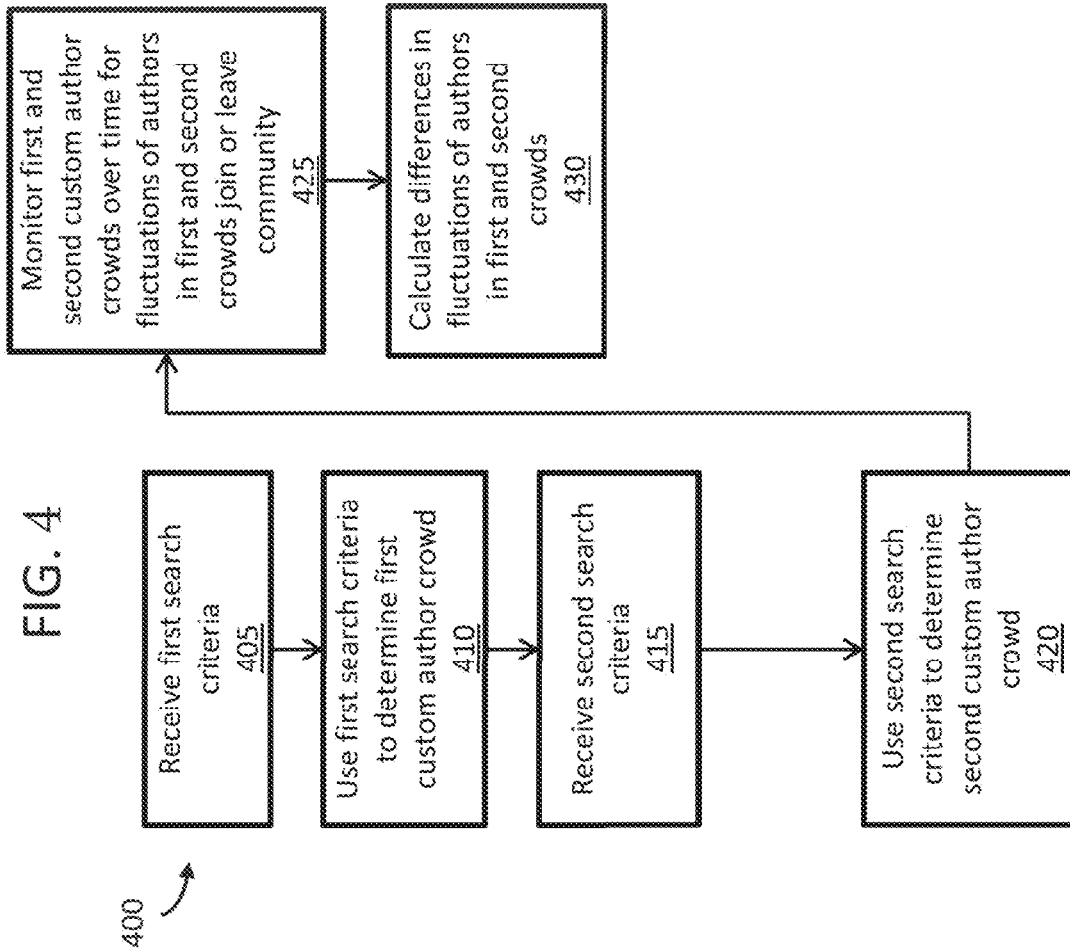 FIG. 4
400
Receive first search
criteria
405
Use first search criteria
to determine first
custom author crowd
410
Receive second search
criteria
415
Use second search
criteria to determine
second custom author
crowd
420
Monitor first and
second custom author
crowds over time for
fluctuations of authors
in first and second
crowds join or leave
community
425
Calculate differences in
fluctuations of authors
in first and second
crowds
430